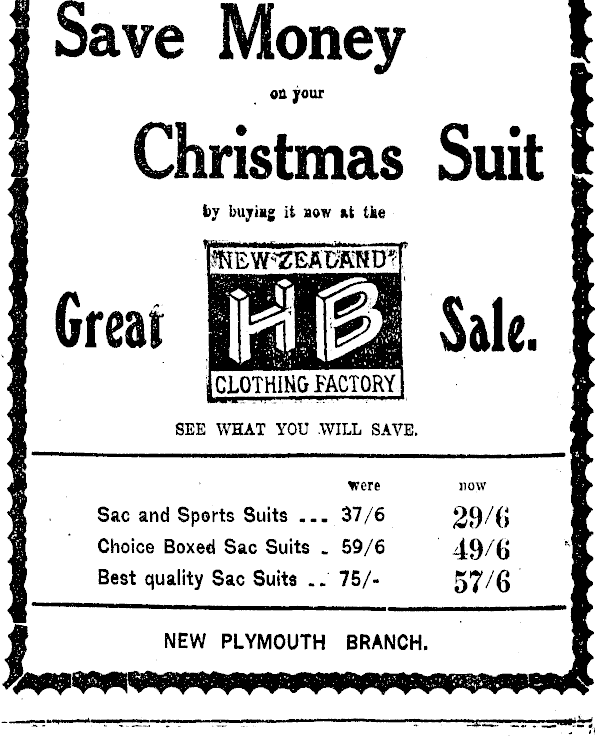 Save Money
on your
Christmas Suit
by buying it now at the
"NEW ZEALAND"
Great HB Sale.
CLOTHING FACTORY
SEE WHAT YOU WILL SAVE.
were now
Sac and Sports Suits ... 37/6 29/6
Choice Boxed Sac Suits . 59/6 49/6
Best quality Sac Suits .. 75/- 57/6
NEW PLYMOUTH BRANCH.